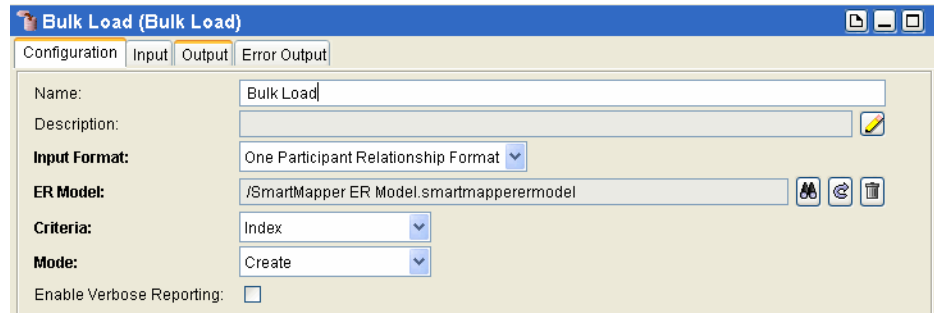 Bulk Load (Bulk Load)
Configuration Input Output Error Output
Name: Bulk Load
Description:
Input Format: One Participant Relationship Format
ER Model: /SmartMapper ER Model.smartmapperermodel
Criteria: Index
Mode: Create
Enable Verbose Reporting: